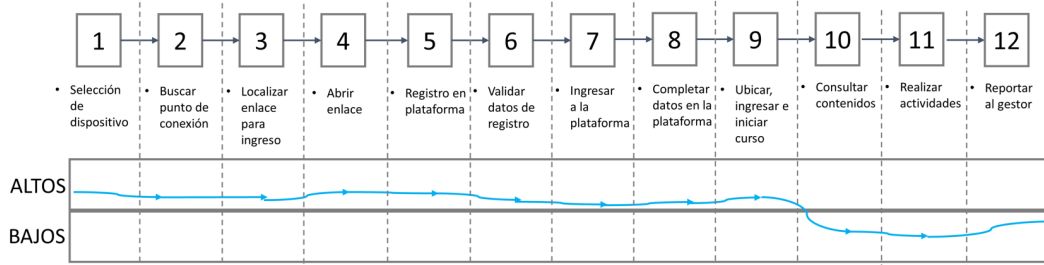 1
2
3
4
5
6
7
8
9
10
11
12
• Selección
de
dispositivo
• Buscar
punto de
conexión
• Localizar
enlace
para
ingreso
• Abrir
enlace
• Registro en
plataforma
• Validar
datos de
registro
• Ingresar
a la
plataforma
• Completar
datos en la
plataforma
• Ubicar,
ingresar e
iniciar
curso
• Consultar
contenidos
• Realizar
actividades
• Reportar
al gestor
ALTOS
BAJOS